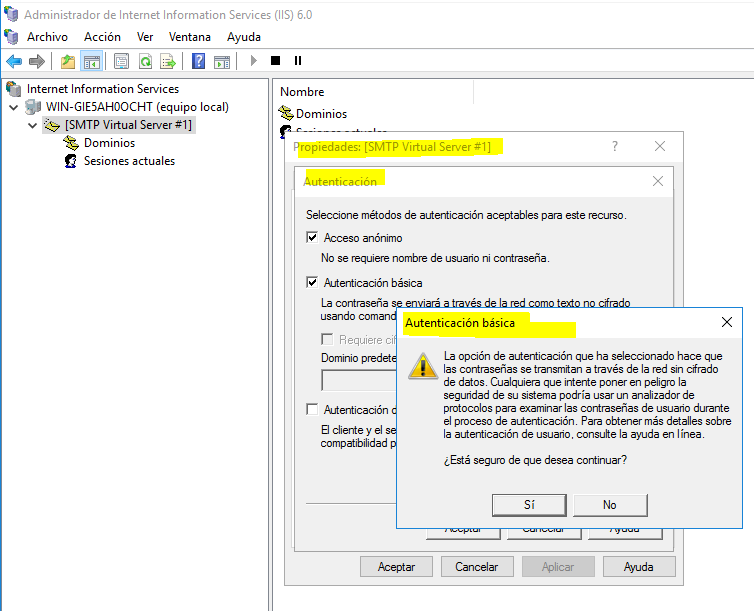 Administrador de Internet Information Services (IIS) 6.0
Archivo Acción Ver Ventana Ayuda
Internet Information Services
WIN-GIE5AH0OCHT (equipo local)
[SMTP Virtual Server #1]
Dominios
Sesiones actuales
Nombre
Dominios
Sesiones actuales
Propiedades: [SMTP Virtual Server #1]
Autenticación
Seleccione métodos de autenticación aceptables para este recurso.
Acceso anónimo
No se requiere nombre de usuario ni contraseña.
Autenticación básica
La contraseña se enviará a través de la red como texto no cifrado
usando comand
Requiere cif
Dominio predete
Autenticación d
El cliente y el se
compatibilidad p
Autenticación básica
La opción de autenticación que ha seleccionado hace que
las contraseñas se transmitan a través de la red sin cifrado
de datos. Cualquiera que intente poner en peligro la
seguridad de su sistema podría usar un analizador de
protocolos para examinar las contraseñas de usuario durante
el proceso de autenticación. Para obtener más detalles sobre
la autenticación de usuario, consulte la ayuda en línea.
¿Está seguro de que desea continuar?
Sí No
Aceptar Cancelar Ayuda
Aceptar Cancelar Aplicar Ayuda